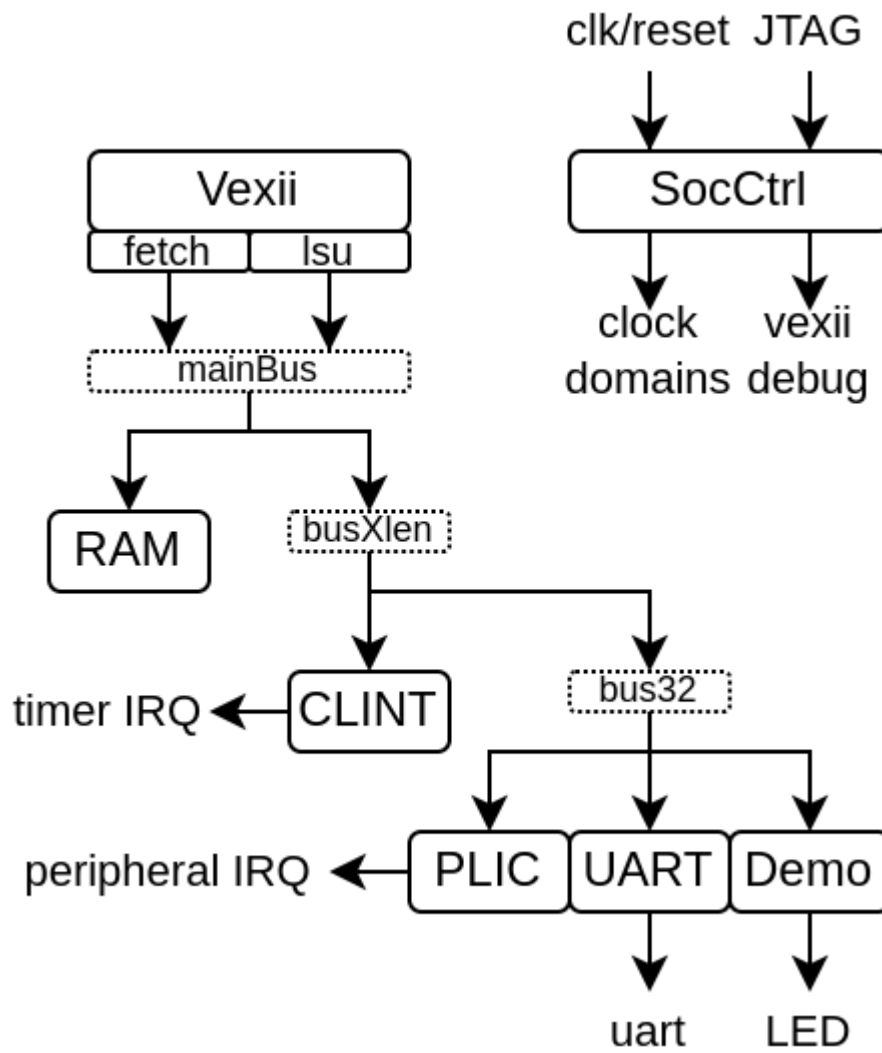 clk/reset JTAG
Vexii
SocCtrl
fetch lsu
clock vexii
domains debug
mainBus
RAM
busXlen
timer IRQ
CLINT
bus32
peripheral IRQ
PLIC
UART
Demo
uart
LED